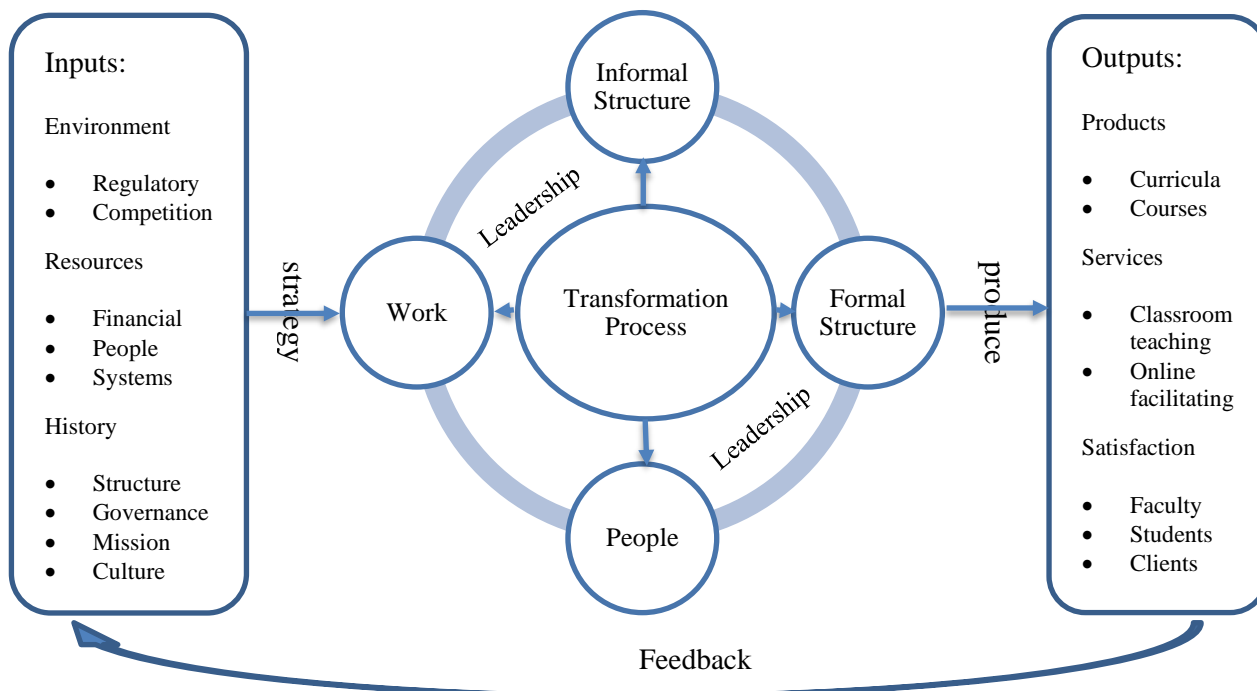 Inputs:
Environment
• Regulatory
• Competition
Resources
• Financial
• People
• Systems
History
• Structure
• Governance
• Mission
• Culture
strategy
Informal
Structure
Leadership
Work
Transformation
Process
Formal
Structure
Leadership
People
produce
Outputs:
Products
• Curricula
• Courses
Services
• Classroom
teaching
• Online
facilitating
Satisfaction
• Faculty
• Students
• Clients
Feedback